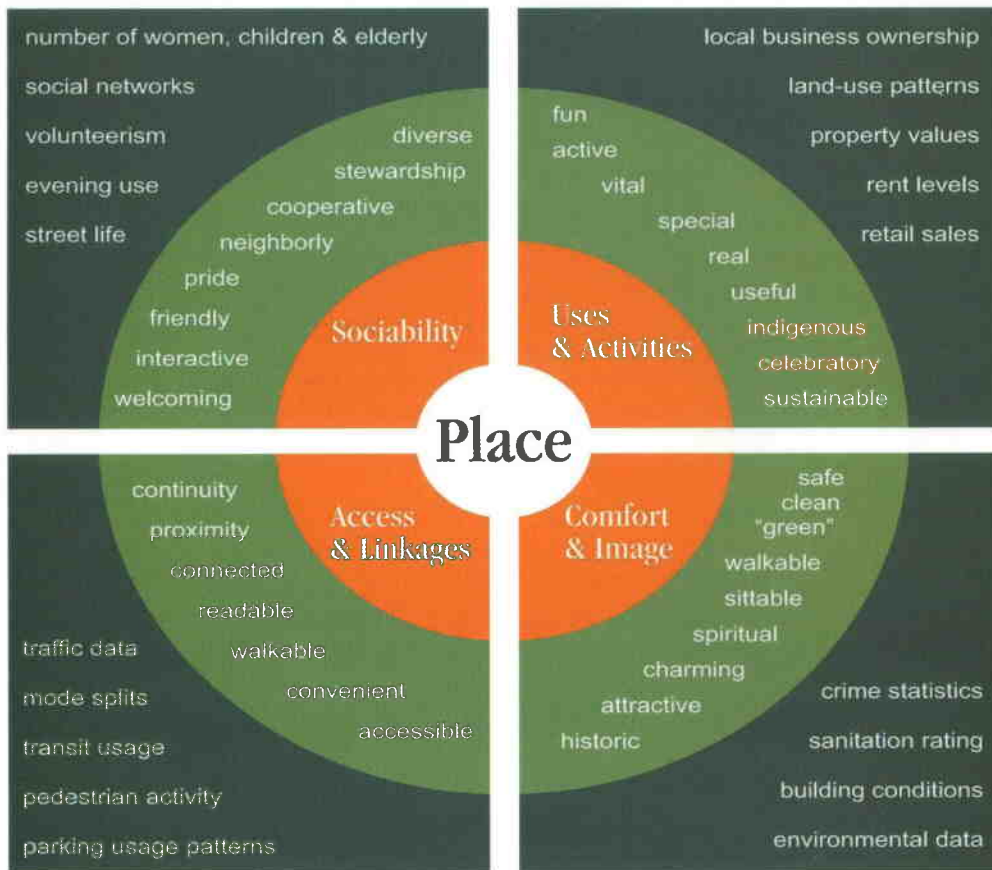 number of women, children & elderly
social networks
volunteerism
evening use
street life
diverse
stewardship
cooperative
neighborly
pride
friendly
interactive
welcoming
Sociability
local business ownership
land-use patterns
property values
rent levels
retail sales
fun
active
vital
special
real
useful
indigenous
celebratory
sustainable
Uses
& Activities
Place
continuity
proximity
connected
readable
walkable
convenient
accessible
Access
& Linkages
traffic data
mode splits
transit usage
pedestrian activity
parking usage patterns
Comfort
& Image
safe
clean
"green"
walkable
sittable
spiritual
charming
attractive
historic
crime statistics
sanitation rating
building conditions
environmental data